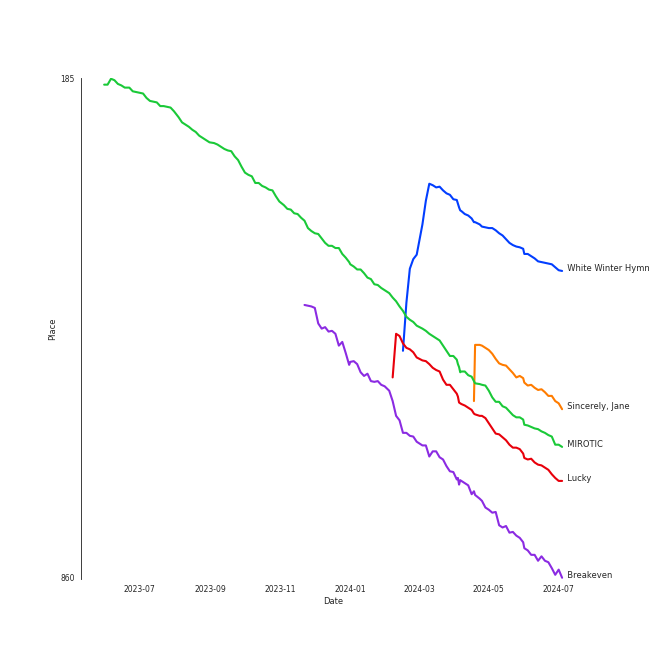 185
Place
White Winter Hymn
Sincerely, Jane
MIROTIC
Lucky
Breakeven
860
2023-07 2023-09 2023-11 2024-01 2024-03 2024-05 2024-07
Date